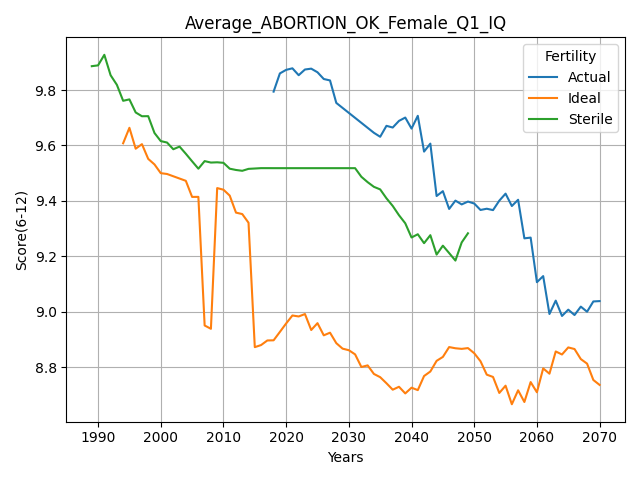 Average_ABORTION_OK_Female_Q1_IQ
Fertility
Actual
Ideal
Sterile
Score(6-12)
9.8
9.6
9.4
9.2
9.0
8.8
1990 2000 2010 2020 2030 2040 2050 2060 2070
Years